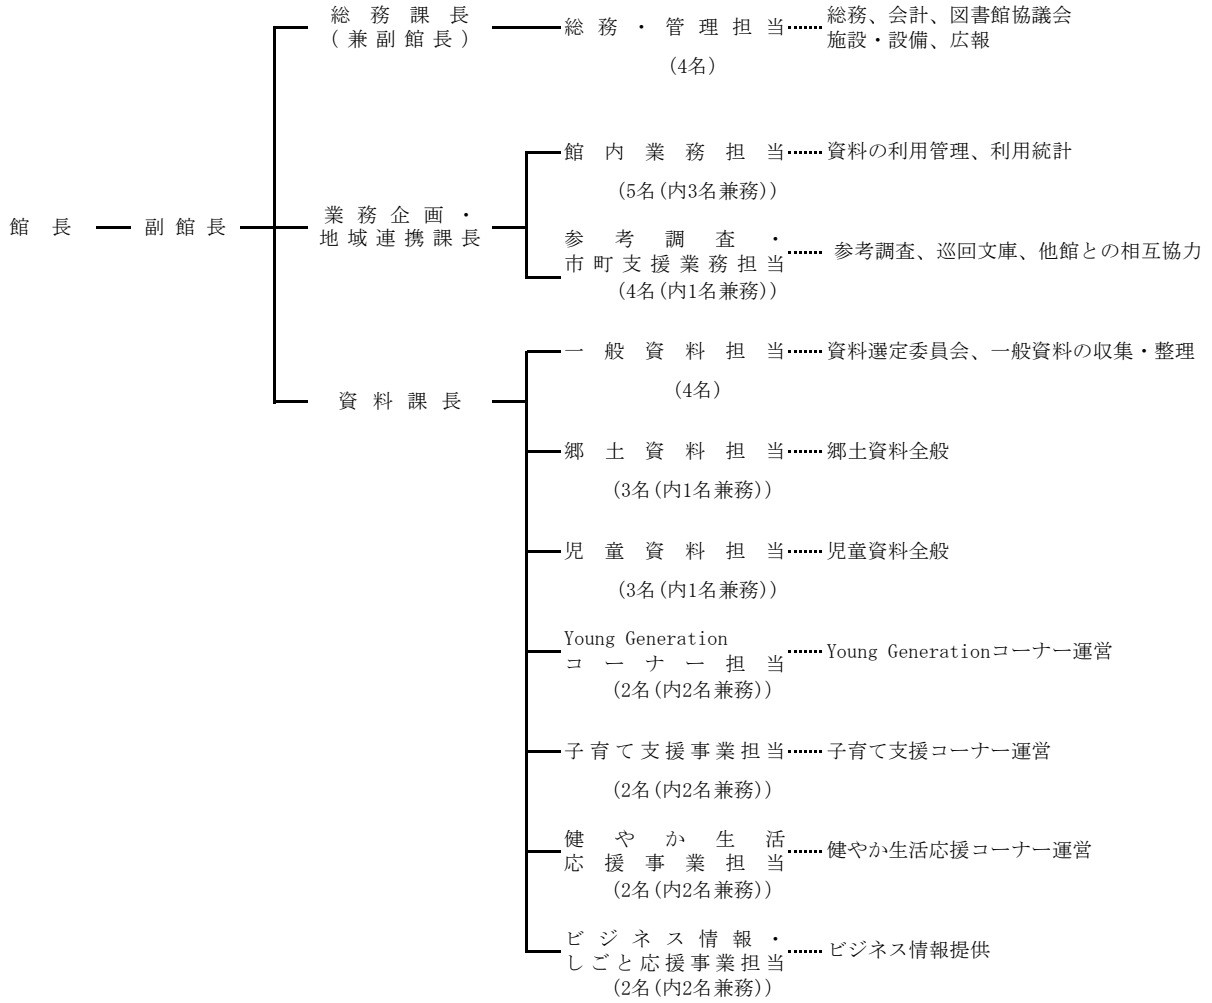 館長
副館長
総務課長
(兼副館長)
総務・管理担当
(4名)
総務、会計、図書館協議会
施設・設備、広報
業務企画・
地域連携課長
館内業務担当
(5名(内3名兼務))
資料の利用管理、利用統計
参考調査・
市町支援業務担当
(4名(内1名兼務))
参考調査、巡回文庫、他館との相互協力
資料課長
一般資料担当
(4名)
資料選定委員会、一般資料の収集・整理
郷土資料担当
(3名(内1名兼務))
郷土資料全般
児童資料担当
(3名(内1名兼務))
児童資料全般
Young Generation
コーナー担当
(2名(内2名兼務))
Young Generationコーナー運営
子育て支援事業担当
(2名(内2名兼務))
子育て支援コーナー運営
健やか生活
応援事業担当
(2名(内2名兼務))
健やか生活応援コーナー運営
ビジネス情報・
しごと応援事業担当
(2名(内2名兼務))
ビジネス情報提供